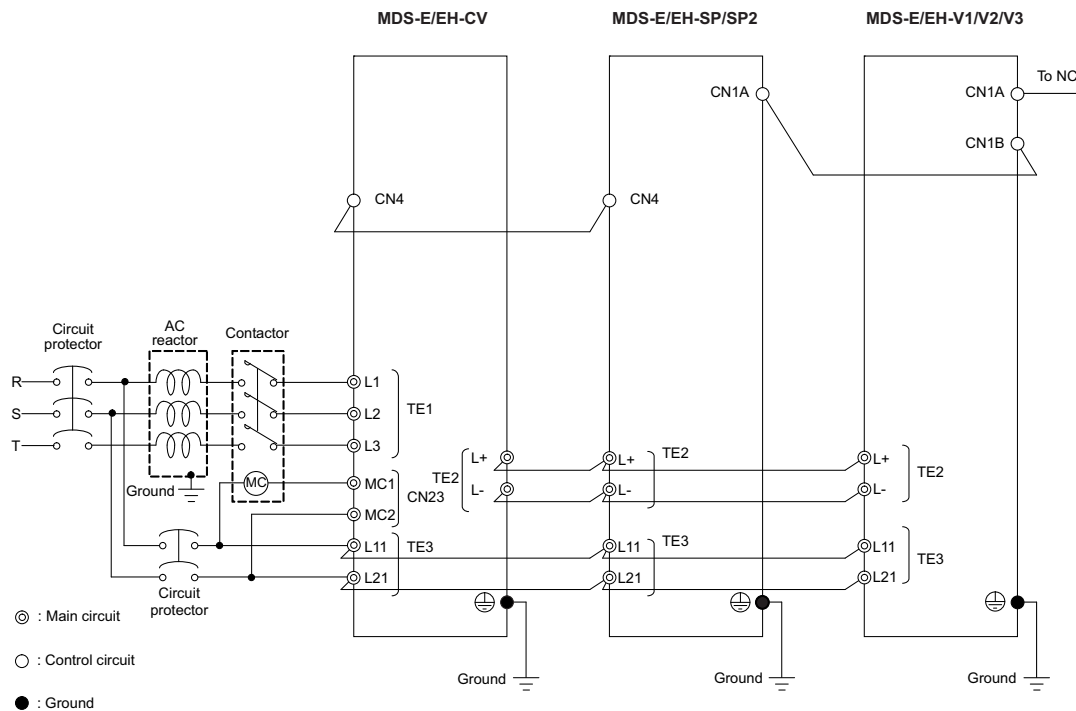 MDS-E/EH-CV
MDS-E/EH-SP/SP2
MDS-E/EH-V1/V2/V3
To NC
CN1A
CN1A
CN1B
CN4
CN4
Circuit
protector
AC
reactor
Contactor
R
S
T
L1
L2
L3
TE1
Ground
MC
MC1
MC2
CN23
L+
L-
TE2
L+
L-
TE2
L+
L-
TE2
L11
L21
TE3
L11
L21
TE3
L11
L21
TE3
Circuit
protector
Ground
Ground
Ground
: Main circuit
: Control circuit
: Ground